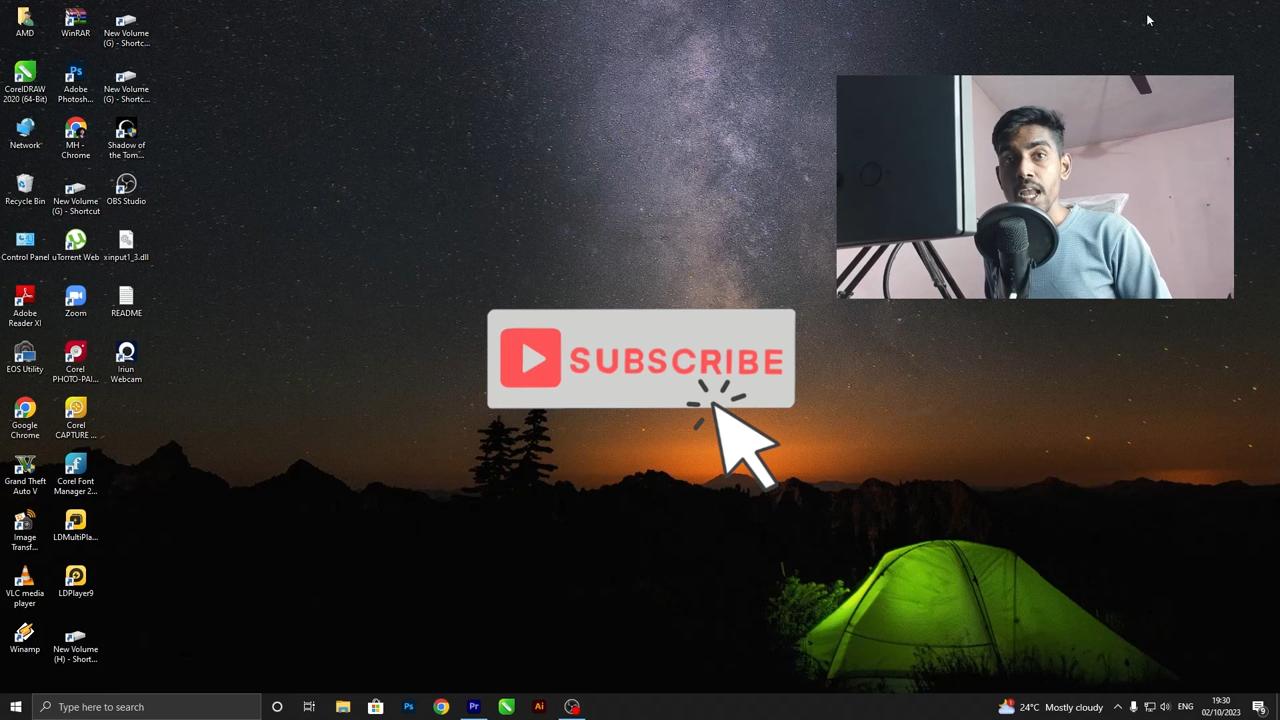 AMD
WinRAR
New Volume
(G) - Shortc...
CorelDRAW
2020 (64-Bit)
Adobe
Photosh...
New Volume
(G) - Shortc...
Network
MH -
Chrome
Shadow of
the Tom...
Recycle Bin
New Volume
(G) - Shortcut
OBS Studio
Control Panel
uTorrent Web
xinput1_3.dll
Adobe
Reader XI
Zoom
README
EOS Utility
Corel
PHOTO-PAI...
Iriun
Webcam
Google
Chrome
Corel
CAPTURE ...
Grand Theft
Auto V
Corel Font
Manager 2...
Image
Transf...
LDMultiPla...
VLC media
player
LDPlayer9
Winamp
New Volume
(H) - Short...
SUBSCRIBE
Type here to search
Ps
Pr
Ai
24°C Mostly cloudy
ENG
19:30
02/10/2023